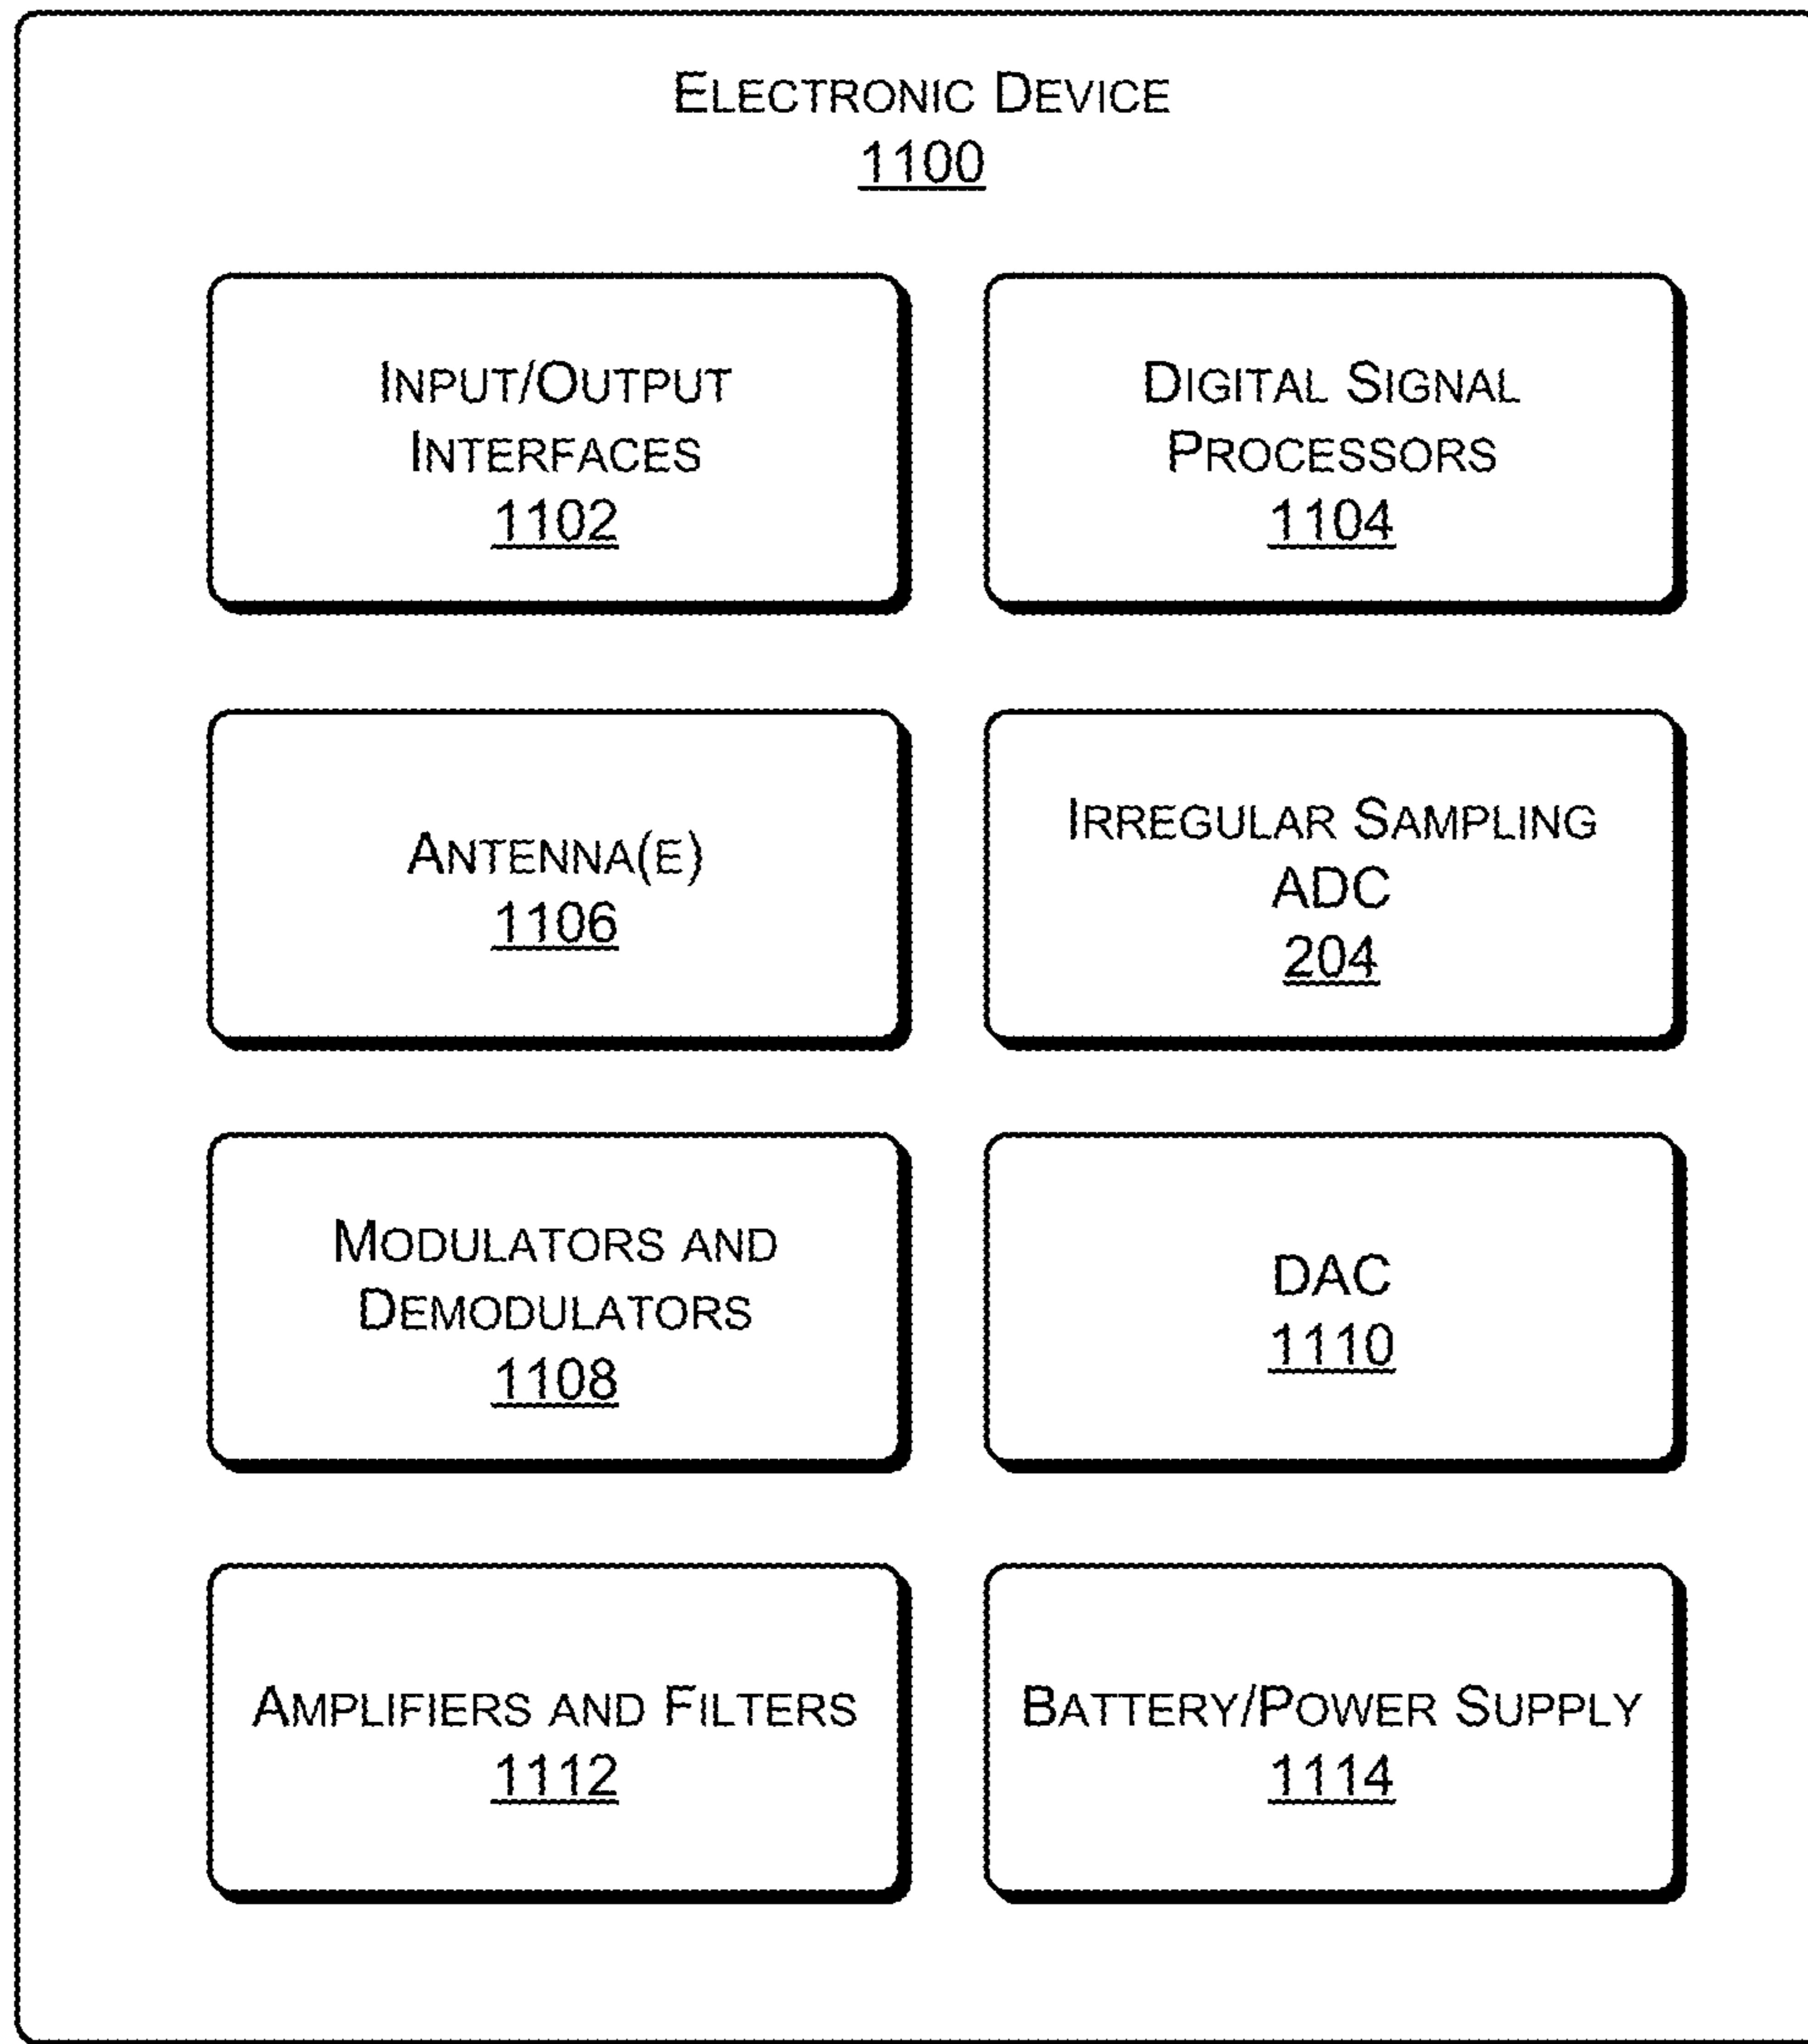 ELECTRONIC DEVICE
1100
INPUT/OUTPUT
INTERFACES
1102
DIGITAL SIGNAL
PROCESSORS
1104
ANTENNA(E)
1106
IRREGULAR SAMPLING
ADC
204
MODULATORS AND
DEMODULATORS
1108
DAC
1110
AMPLIFIERS AND FILTERS
1112
BATTERY/POWER SUPPLY
1114